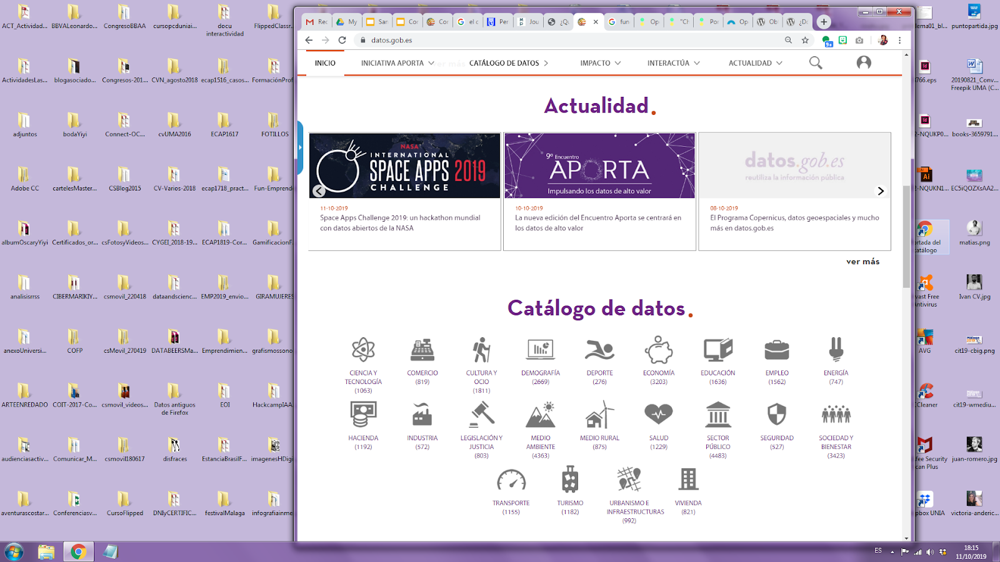 ACT_Actividad...
BBVALeonardo...
CongresoBBAA
cursopcduniai...
docu
interactividad
FlippedClassr...
ActividadesLas...
blogasociado...
Congresos-201...
CVN_agosto2018
ecap1516_casos...
FormaciónProf
adjuntos
bodaYiyi
Connect-OC...
cvUMA2016
ECAP1617
FOTILLOS
Adobe CC
cartelesMaster...
CSBlog2015
CV-Varios-2018
ecap1718_pract...
Fun-Emprend
albumOscaryYiyi
Certificados_or...
csFotosyVideos...
CYGEI_2018-19...
ECAP1819-Cor...
GamificacionF
analisisrrss
CIBERMARIKIY...
csmovil_220418
dataandscienc...
EMP2019_envio...
GIRAMUJERES
anexoUniversi...
COFP
csMovil_270419
DATABEERSMa...
Emprendimien...
grafismossono
ARTEENREDADO
COIT-2017-Co...
csmovil_videos...
Datos antiguos
de Firefox
EOI
HackcampIAA
audienciasactiv...
Comunicar_M...
csmovil180617
disfraces
EstanciaBrasilF...
imagenesHDigi
aventurascostar...
Conferenciasv...
CursoFlipped
DNIyCERTIFIC...
festivalMalaga
infografiainme
Rec
My
San
Cor
Cor
el c
Per
Jou
¿Qu
fun
Op
"Ch
Por
Op
Ob
¿Do
datos.gob.es
9+
INICIO
INICIATIVA APORTA
ver más
CATÁLOGO DE DATOS
IMPACTO
INTERACTÚA
ACTUALIDAD
Actualidad.
NASA
INTERNATIONAL
SPACE APPS 2019
CHALLENGE
9º Encuentro
APORTA
Impulsando los datos de alto valor
datos.gob.es
reutiliza la información pública
11-10-2019
Space Apps Challenge 2019: un hackathon mundial
con datos abiertos de la NASA
10-10-2019
La nueva edición del Encuentro Aporta se centrará en
los datos de alto valor
08-10-2019
El Programa Copernicus, datos geoespaciales y mucho
más en datos.gob.es
ver más
Catálogo de datos.
CIENCIA Y
TECNOLOGÍA
(1063)
COMERCIO
(819)
CULTURA Y
OCIO
(1811)
DEMOGRAFÍA
(2669)
DEPORTE
(276)
ECONOMÍA
(3203)
EDUCACIÓN
(1636)
EMPLEO
(1562)
ENERGÍA
(747)
HACIENDA
(1192)
INDUSTRIA
(572)
LEGISLACIÓN Y
JUSTICIA
(803)
MEDIO
AMBIENTE
(4363)
MEDIO RURAL
(875)
SALUD
(1229)
SECTOR
PÚBLICO
(4483)
SEGURIDAD
(527)
SOCIEDAD Y
BIENESTAR
(3423)
TRANSPORTE
(1155)
TURISMO
(1182)
URBANISMO E
INFRAESTRUCTURAS
(992)
VIVIENDA
(821)
lema01_bl...
puntopartida.jpg
3766.eps
20190821_Conv...
Freepik UMA (C...
2-NQUKP0...
books-3659791...
2-NQUKN1...
EC5iQOZXsAA2...
ortada del
catálogo
matias.png
vast Free
Antivirus
Ivan CV.jpg
AVG
cit19-cbig.png
CCleaner
cit19-wmediu...
fee Security
can Plus
juan-romero.jpg
pbox UNIA
victoria-anderic...
ES
18:15
11/10/2019